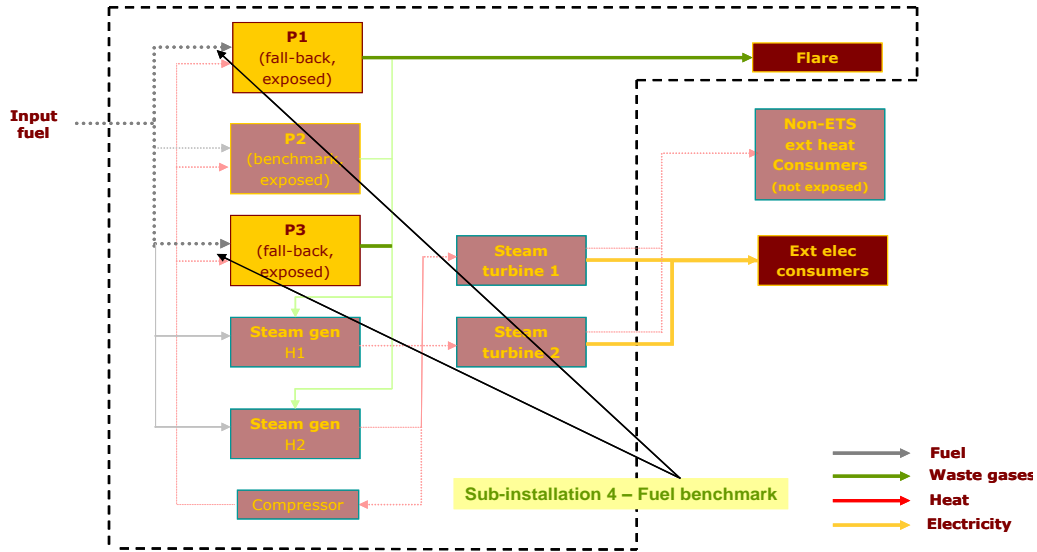 P1
(fall-back,
exposed)
Flare
Input
fuel
P2
(benchmark,
exposed)
Non-ETS
ext heat
Consumers
(not exposed)
P3
(fall-back,
exposed)
Steam
turbine 1
Ext elec
consumers
Steam gen
H1
Steam
turbine 2
Steam gen
H2
Compressor
Sub-installation 4 – Fuel benchmark
Fuel
Waste gases
Heat
Electricity